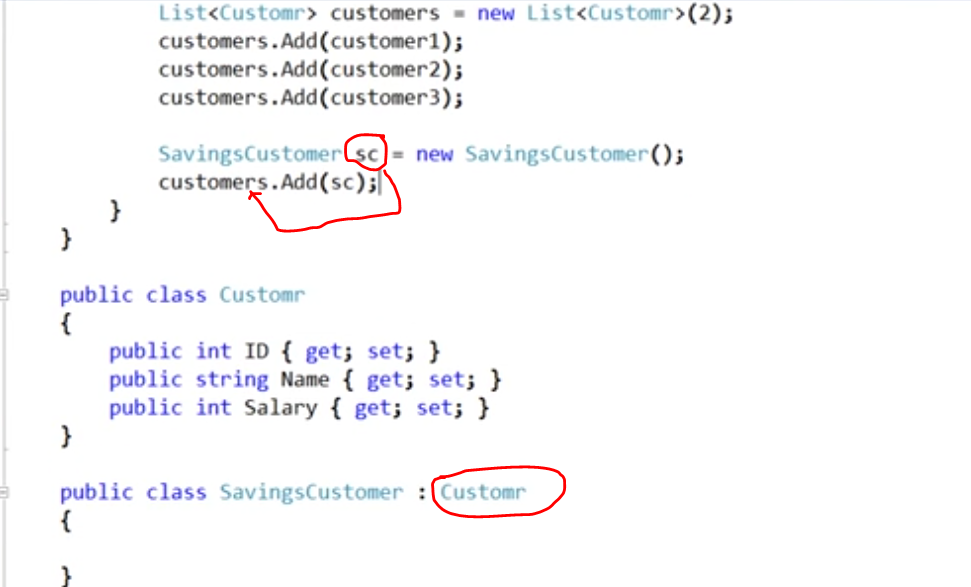 List<Customr> customers = new List<Customr>(2);
customers.Add(customer1);
customers.Add(customer2);
customers.Add(customer3);
SavingsCustomer sc = new SavingsCustomer();
customers.Add(sc);
}
}
public class Customr
{
public int ID { get; set; }
public string Name { get; set; }
public int Salary { get; set; }
}
public class SavingsCustomer : Customr
{
}